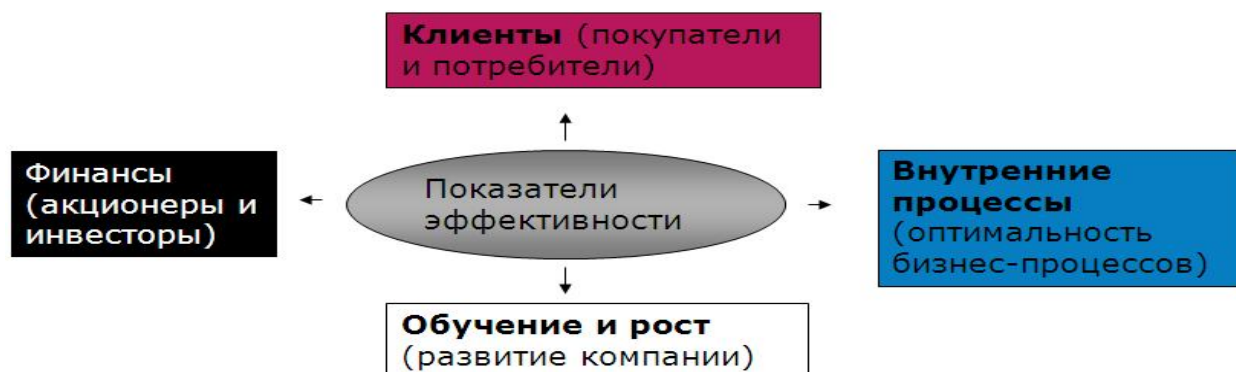 Клиенты (покупатели
и потребители)
Финансы
(акционеры и
инвесторы)
Показатели
эффективности
Внутренние
процессы
(оптимальность
бизнес-процессов)
Обучение и рост
(развитие компании)